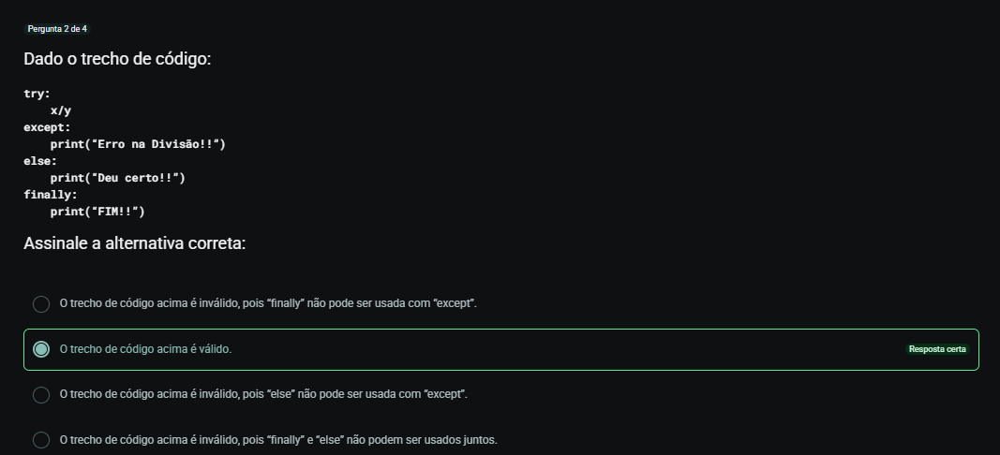 Pergunta 2 de 4
Dado o trecho de código:
try:
    x/y
except:
    print(“Erro na Divisão!!”)
else:
    print(“Deu certo!!”)
finally:
    print(“FIM!!”)
Assinale a alternativa correta:
O trecho de código acima é inválido, pois “finally” não pode ser usada com “except”.
O trecho de código acima é válido. Resposta certa
O trecho de código acima é inválido, pois “else” não pode ser usada com “except”.
O trecho de código acima é inválido, pois “finally” e “else” não podem ser usados juntos.